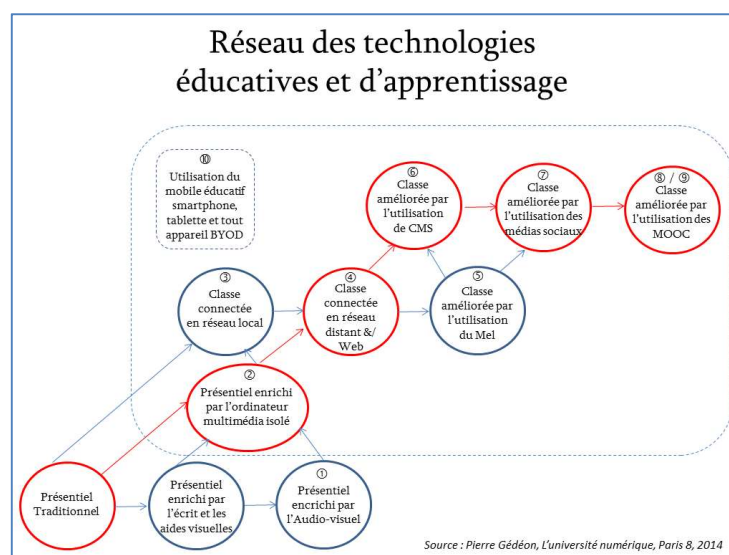 Réseau des technologies
éducatives et d'apprentissage
⑩
Utilisation du
mobile éducatif
smartphone,
tablette et tout
appareil BYOD
⑥
Classe
améliorée par
l'utilisation
de CMS
⑦
Classe
améliorée par
l'utilisation des
médias sociaux
⑧ / ⑨
Classe
améliorée par
l'utilisation des
MOOC
③
Classe
connectée
en réseau local
④
Classe
connectée
en réseau
distant &/
Web
⑤
Classe
améliorée par
l'utilisation
du Mel
②
Présentiel enrichi
par l'ordinateur
multimédia isolé
Présentiel
Traditionnel
Présentiel
enrichi par
l'écrit et les
aides visuelles
①
Présentiel
encrichi par
l'Audio-visuel
Source : Pierre Gédéon, L'université numérique, Paris 8, 2014